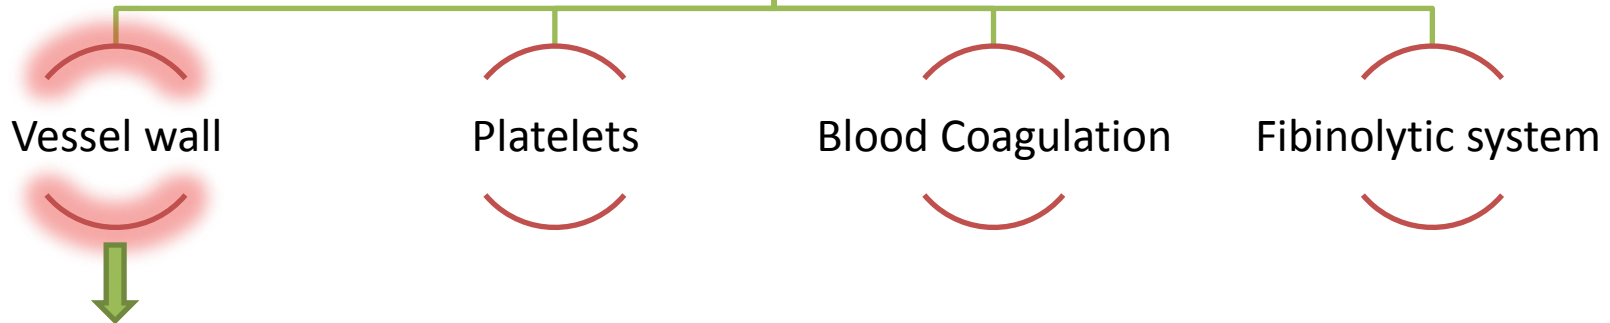 Vessel wall
Platelets
Blood Coagulation
Fibinolytic system